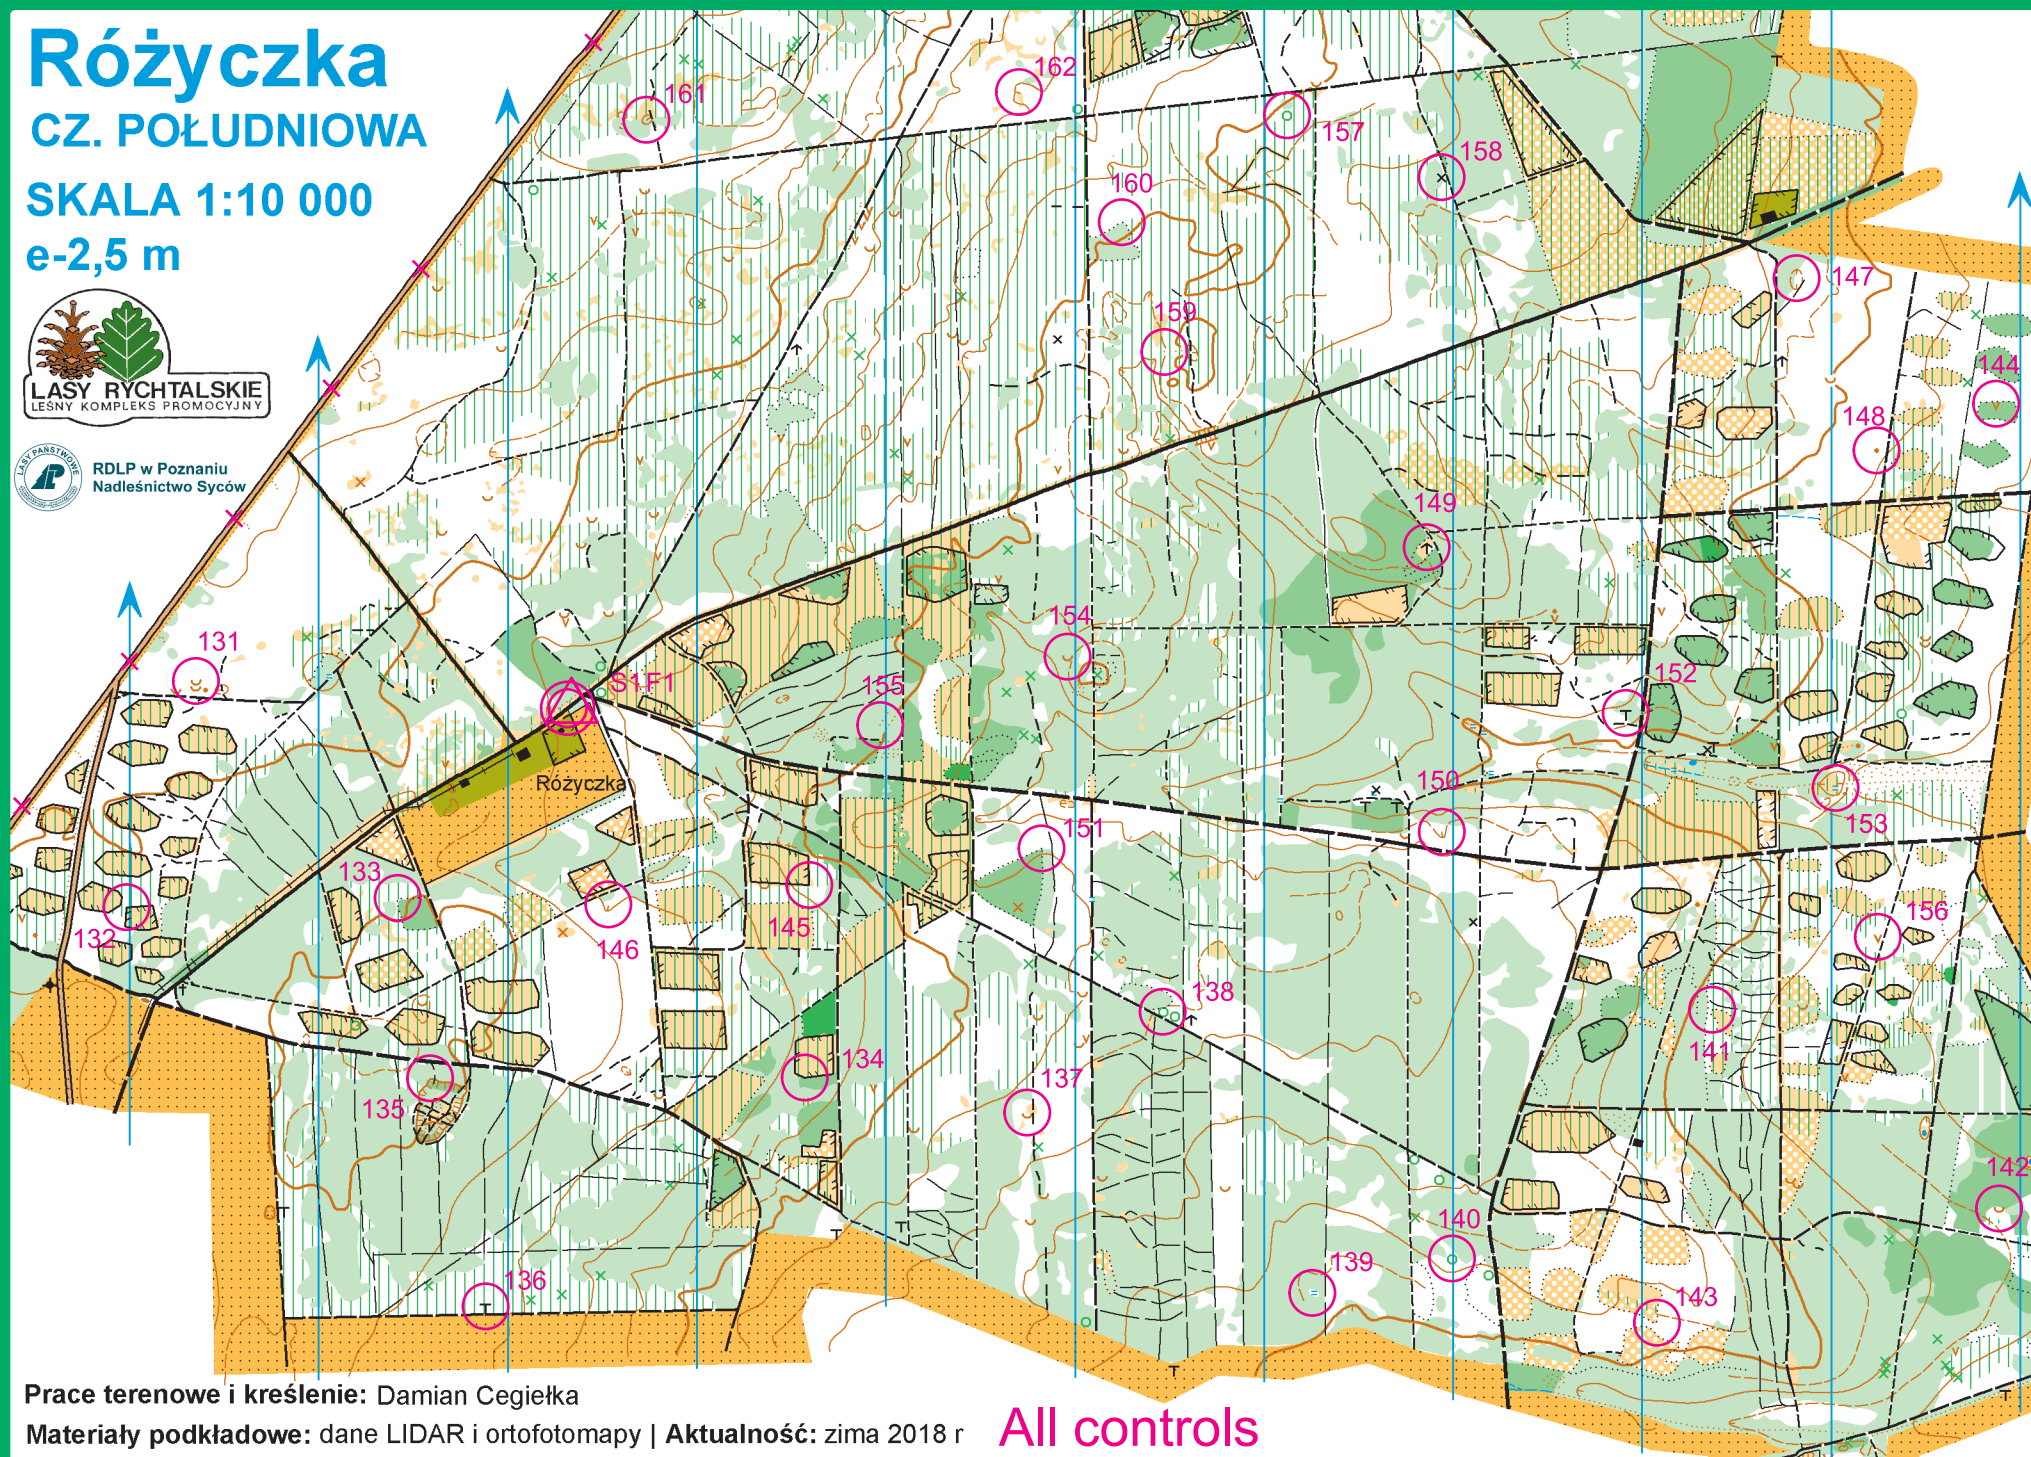 Różyczka
CZ. POŁUDNIOWA
SKALA 1:10 000
e-2,5 m
LASY RYCHTALSKIE
LEŚNY KOMPLEKS PROMOCYJNY
LASY PAŃSTWOWE
RDLP w Poznaniu
Nadleśnictwo Syców
162
161
157
158
160
147
159
144
148
149
131
154
152
S1F1
155
Różyczka
150
151
153
133
132
145
146
156
138
141
134
137
135
142
140
136
139
143
Prace terenowe i kreślenie: Damian Cegiełka
Materiały podkładowe: dane LIDAR i ortofotomapy | Aktualność: zima 2018 r
All controls